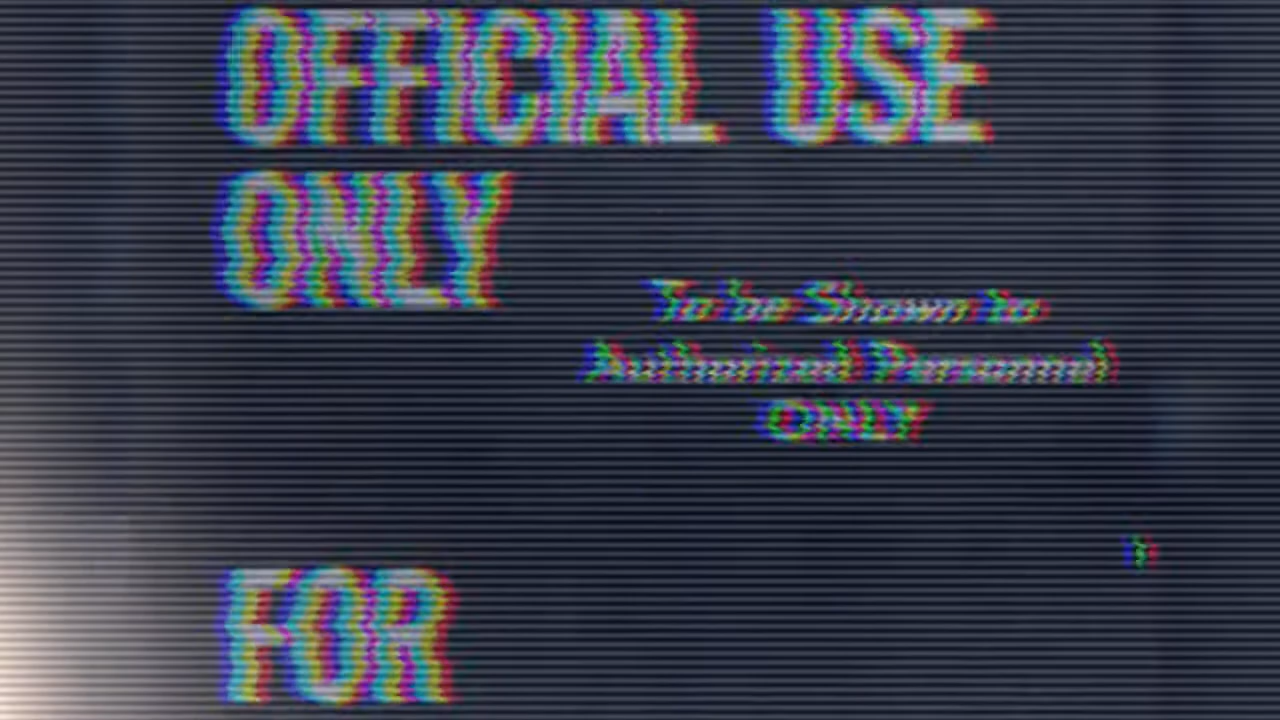 OFFICIAL USE
ONLY
To be Shown to
Authorized Personnel
ONLY
FOR